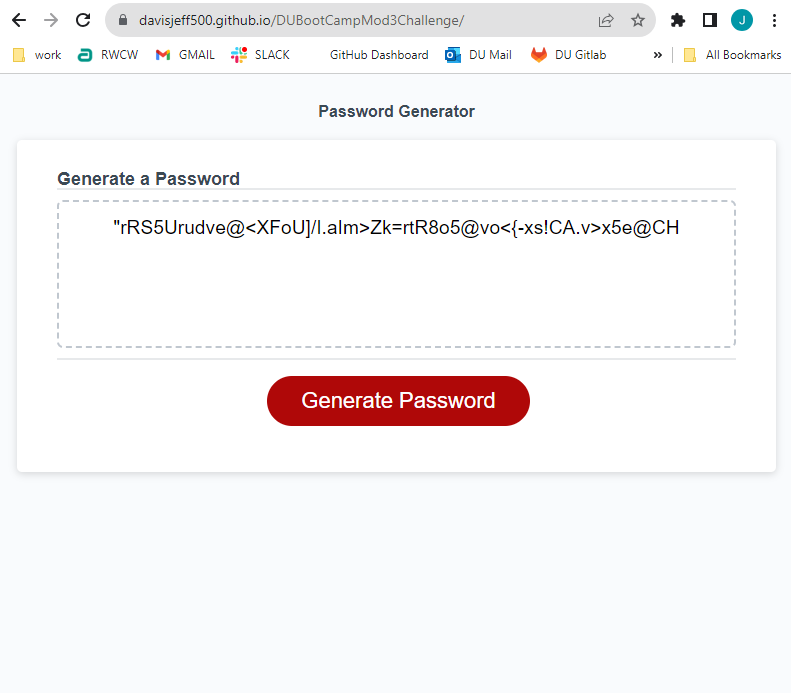 davisjeff500.github.io/DUBootCampMod3Challenge/
J
work RWCW GMAIL SLACK GitHub Dashboard DU Mail DU Gitlab » All Bookmarks
Password Generator
Generate a Password
"rRS5Urudve@<XFoU]/I.aIm>Zk=rtR8o5@vo<{-xs!CA.v>x5e@CH
Generate Password